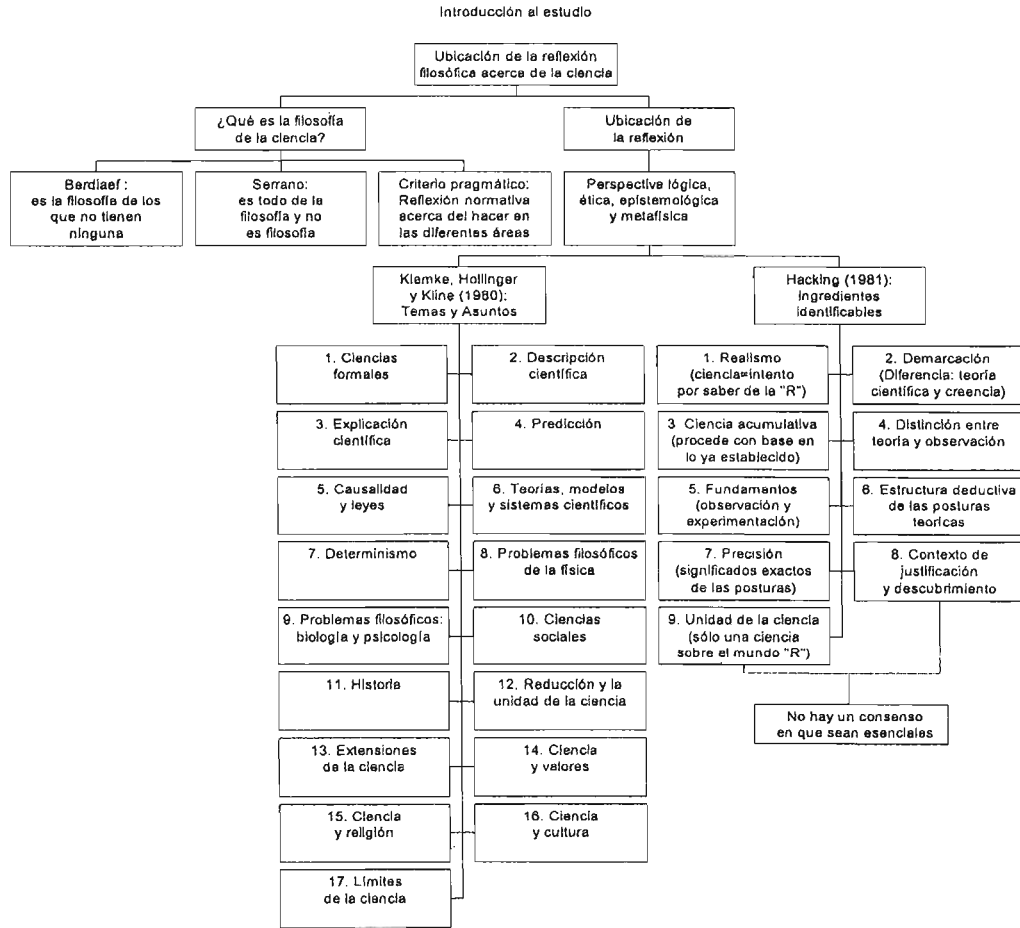 Introducción al estudio
Ubicación de la reflexión
filosófica acerca de la ciencia
¿Qué es la filosofía
de la ciencia?
Ubicación de
la reflexión
Berdiaef :
es la filosofía de los
que no tienen
ninguna
Serrano:
es todo de la
filosofía y no
es filosofía
Criterio pragmático:
Reflexión normativa
acerca del hacer en
las diferentes áreas
Perspectiva lógica,
ética, epistemológica
y metafísica
Klemke, Hollinger
y Kline (1980):
Temas y Asuntos
Hacking (1981):
Ingredientes
identificables
1. Ciencias
formales
2. Descripción
científica
3. Explicación
científica
4. Predicción
5. Causalidad
y leyes
6. Teorías, modelos
y sistemas científicos
7. Determinismo
8. Problemas filosóficos
de la física
9. Problemas filosóficos:
biología y psicología
10. Ciencias
sociales
11. Historia
12. Reducción y la
unidad de la ciencia
13. Extensiones
de la ciencia
14. Ciencia
y valores
15. Ciencia
y religión
16. Ciencia
y cultura
17. Límites
de la ciencia
1. Realismo
(ciencia=intento
por saber de la "R")
2. Demarcación
(Diferencia: teoría
científica y creencia)
3 Ciencia acumulativa
(procede con base en
lo ya establecido)
4. Distinción entre
teoría y observación
5. Fundamentos
(observación y
experimentación)
6. Estructura deductiva
de las posturas
teoricas
7. Precisión
(significados exactos
de las posturas)
8. Contexto de
justificación
y descubrimiento
9. Unidad de la ciencia
(sólo una ciencia
sobre el mundo "R")
No hay un consenso
en que sean esenciales